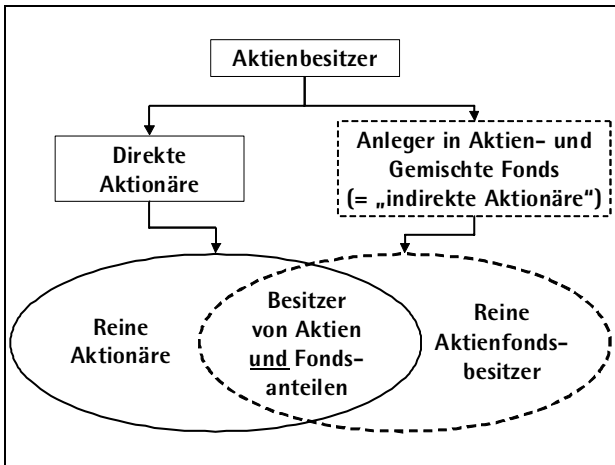 Aktienbesitzer
Direkte
Aktionäre
Anleger in Aktien- und
Gemischte Fonds
(= „indirekte Aktionäre“)
Reine
Aktionäre
Besitzer
von Aktien
und Fonds-
anteilen
Reine
Aktienfonds-
besitzer